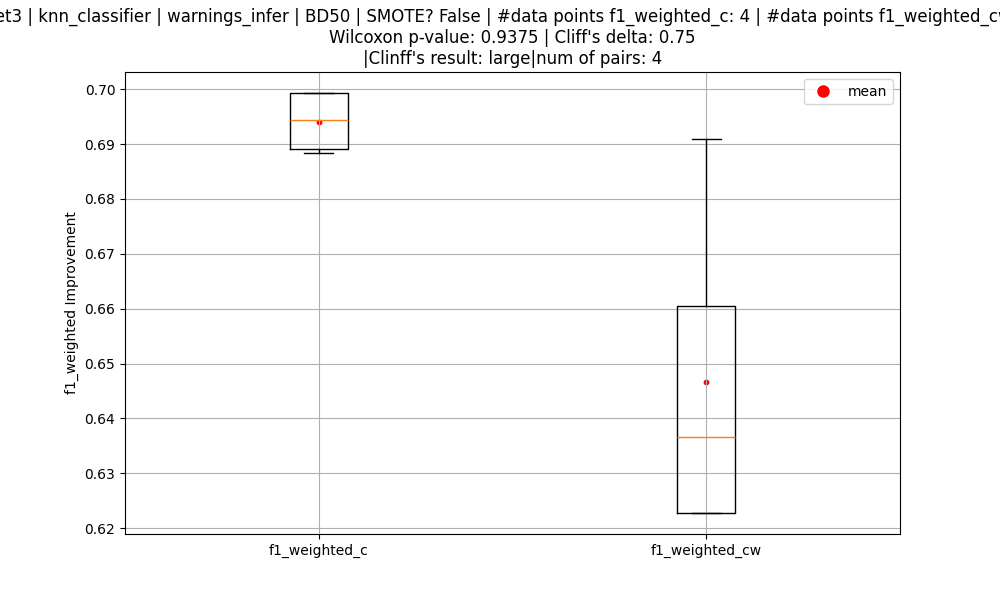 et3 | knn_classifier | warnings_infer | BD50 | SMOTE? False | #data points f1_weighted_c: 4 | #data points f1_weighted_cw
Wilcoxon p-value: 0.9375 | Cliff's delta: 0.75
|Clinff's result: large|num of pairs: 4
mean
0.70
0.69
0.68
0.67
0.66
0.65
0.64
0.63
0.62
f1_weighted Improvement
f1_weighted_c
f1_weighted_cw